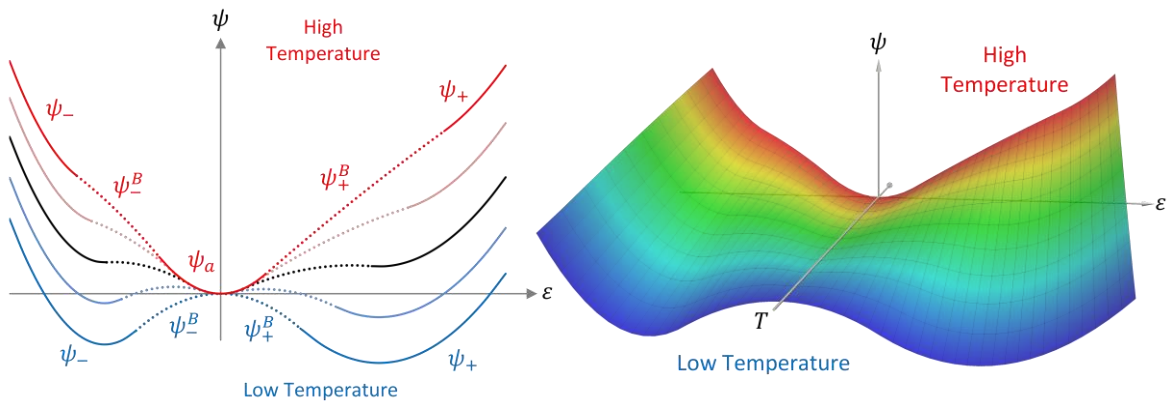 ψ
High
Temperature
ψ₋
ψ₊
ψ₋ᴮ
ψ₊ᴮ
ψₐ
ε
ψ₋ᴮ
ψ₊ᴮ
ψ₋
ψ₊
Low Temperature
ψ
High
Temperature
ε
T
Low Temperature